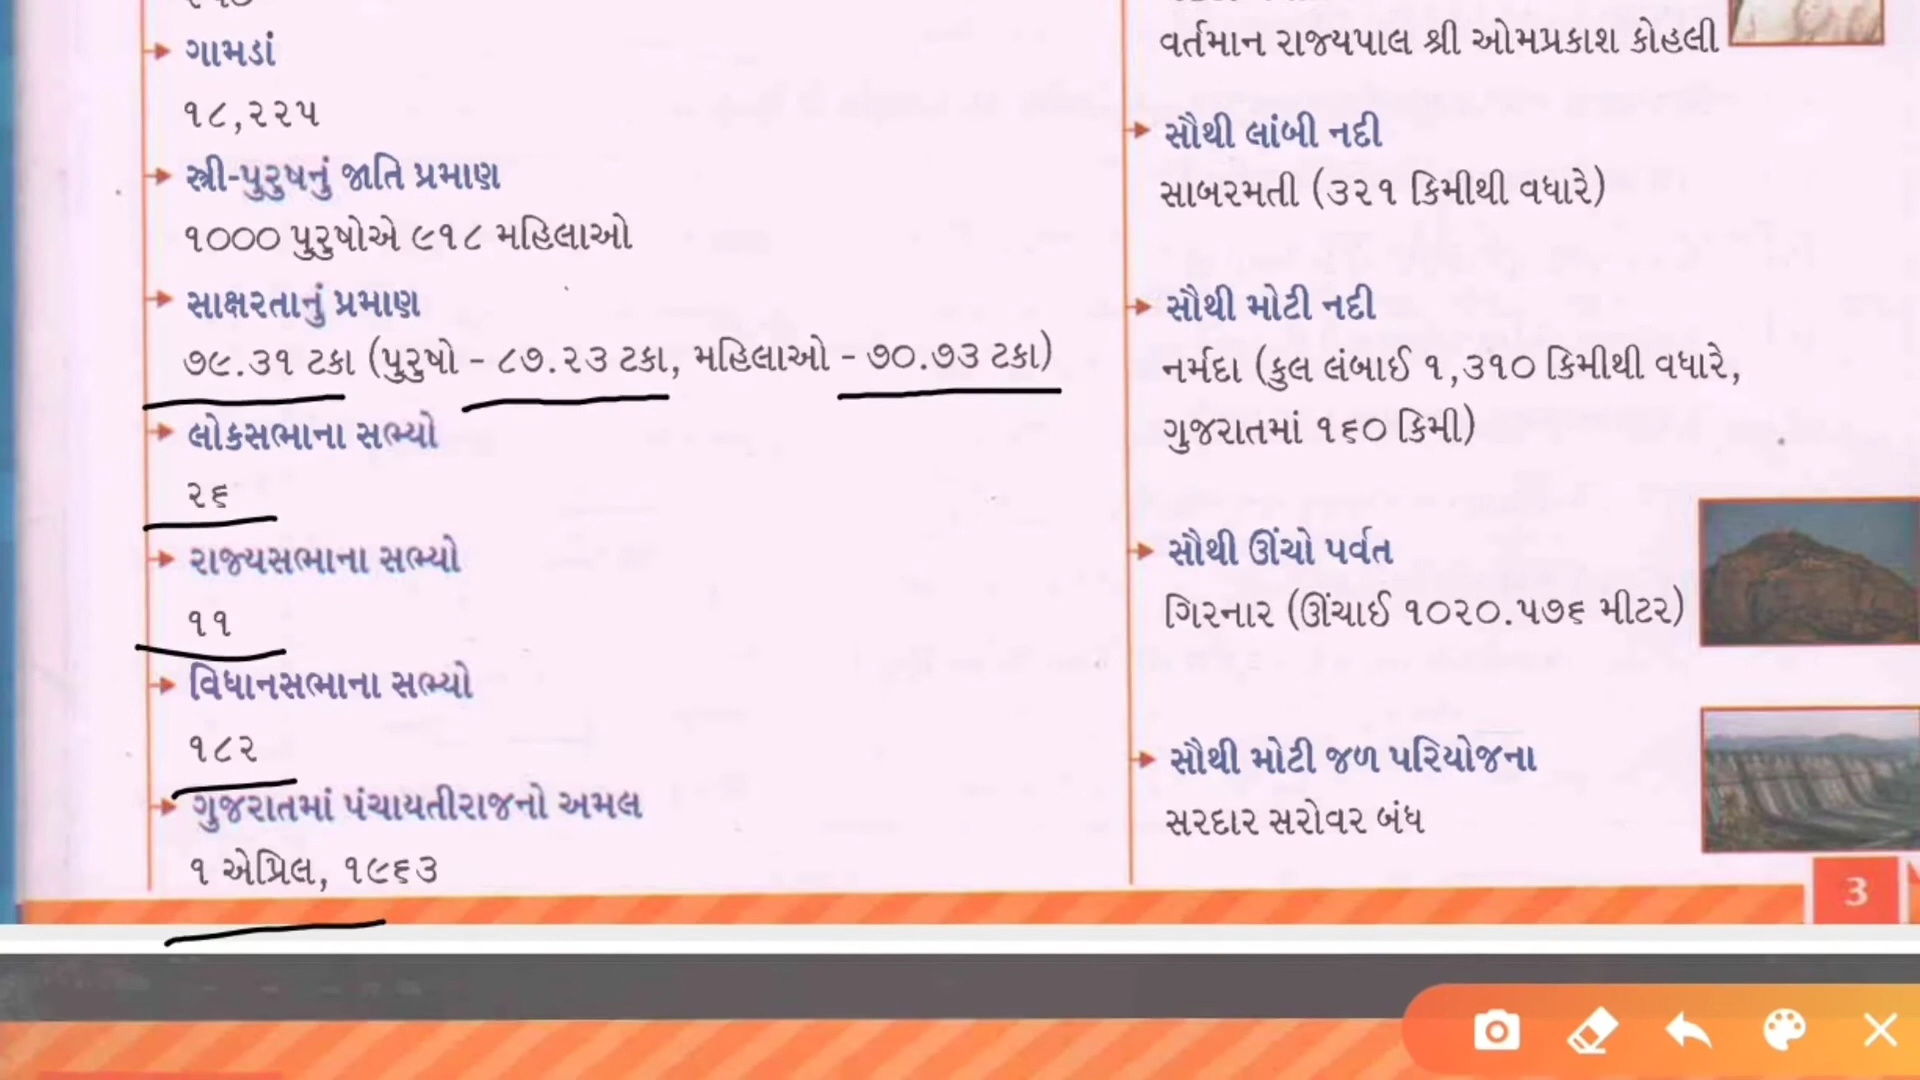 ગામડાં
૧૮,૨૨૫
સ્ત્રી-પુરુષનું જાતિ પ્રમાણ
૧૦૦૦ પુરુષોએ ૯૧૮ મહિલાઓ
સાક્ષરતાનું પ્રમાણ
૭૯.૩૧ ટકા (પુરુષો – ૮૭.૨૩ ટકા, મહિલાઓ – ૭૦.૭૩ ટકા)
લોકસભાના સભ્યો
૨૬
રાજ્યસભાના સભ્યો
૧૧
વિધાનસભાના સભ્યો
૧૮૨
ગુજરાતમાં પંચાયતીરાજનો અમલ
૧ એપ્રિલ, ૧૯૬૩
વર્તમાન રાજ્યપાલ શ્રી ઓમપ્રકાશ કોહલી
સૌથી લાંબી નદી
સાબરમતી (૩૨૧ કિમીથી વધારે)
સૌથી મોટી નદી
નર્મદા (કુલ લંબાઈ ૧,૩૧૦ કિમીથી વધારે,
ગુજરાતમાં ૧૬૦ કિમી)
સૌથી ઊંચો પર્વત
ગિરનાર (ઊંચાઈ ૧૦૨૦.૫૭૬ મીટર)
સૌથી મોટી જળ પરિયોજના
સરદાર સરોવર બંધ
3